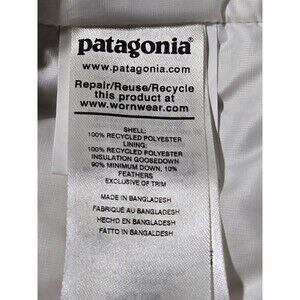 patagonia®
www.patagonia.com
Repair/Reuse/Recycle
this product at
www.wornwear.com
SHELL:
100% RECYCLED POLYESTER
LINING:
100% RECYCLED POLYESTER
INSULATION GOOSEDOWN
90% MINIMUM DOWN, 10%
FEATHERS
EXCLUSIVE OF TRIM
MADE IN BANGLADESH
FABRIQUÉ AU BANGLADESH
HECHO EN BANGLADESH
FATTO IN BANGALDESH